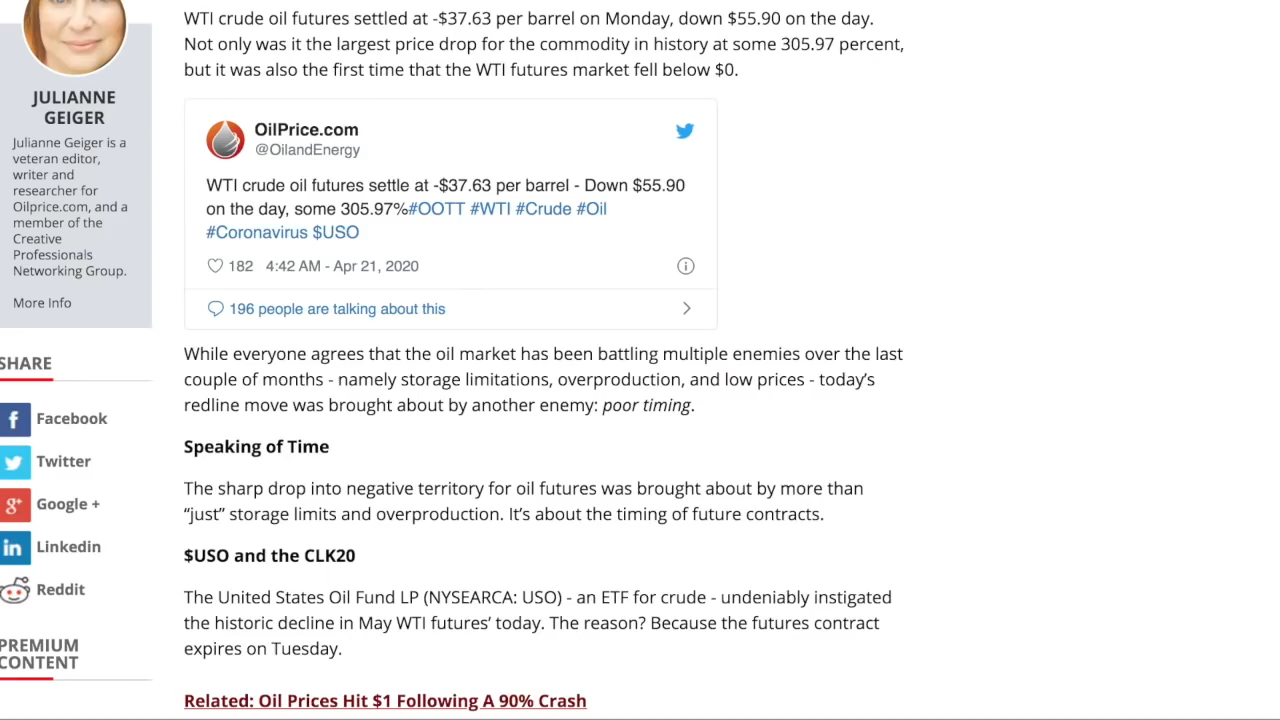 WTI crude oil futures settled at -$37.63 per barrel on Monday, down $55.90 on the day.
Not only was it the largest price drop for the commodity in history at some 305.97 percent,
but it was also the first time that the WTI futures market fell below $0.
JULIANNE
GEIGER
Julianne Geiger is a
veteran editor,
writer and
researcher for
Oilprice.com, and a
member of the
Creative
Professionals
Networking Group.
More Info
OilPrice.com
@OilandEnergy
WTI crude oil futures settle at -$37.63 per barrel - Down $55.90
on the day, some 305.97%#OOTT #WTI #Crude #Oil
#Coronavirus $USO
182 4:42 AM - Apr 21, 2020
196 people are talking about this
SHARE
f Facebook
Twitter
g+ Google +
in Linkedin
Reddit
PREMIUM
CONTENT
While everyone agrees that the oil market has been battling multiple enemies over the last
couple of months - namely storage limitations, overproduction, and low prices - today’s
redline move was brought about by another enemy: poor timing.
Speaking of Time
The sharp drop into negative territory for oil futures was brought about by more than
“just” storage limits and overproduction. It’s about the timing of future contracts.
$USO and the CLK20
The United States Oil Fund LP (NYSEARCA: USO) - an ETF for crude - undeniably instigated
the historic decline in May WTI futures’ today. The reason? Because the futures contract
expires on Tuesday.
Related: Oil Prices Hit $1 Following A 90% Crash